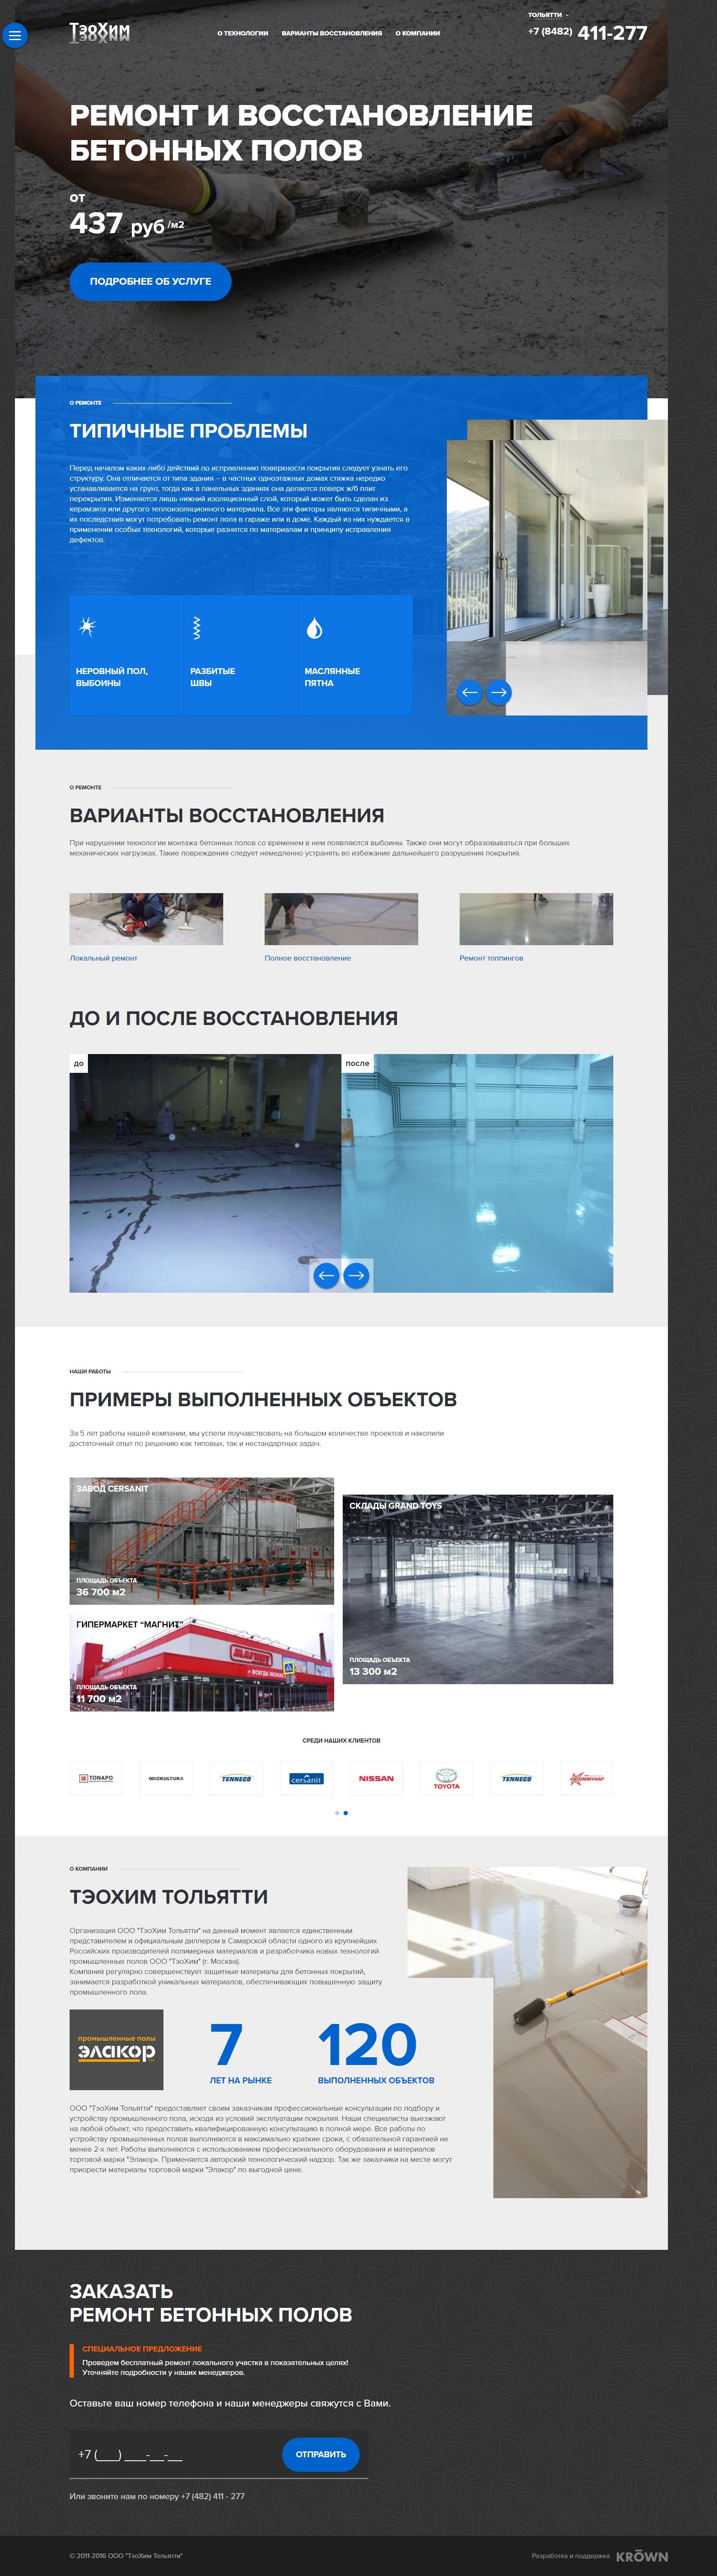 ТэоХим
О ТЕХНОЛОГИИ
ВАРИАНТЫ ВОССТАНОВЛЕНИЯ
О КОМПАНИИ
ТОЛЬЯТТИ
+7 (8482) 411-277
РЕМОНТ И ВОССТАНОВЛЕНИЕ
БЕТОННЫХ ПОЛОВ
от
437 руб /м2
ПОДРОБНЕЕ ОБ УСЛУГЕ
О РЕМОНТЕ
ТИПИЧНЫЕ ПРОБЛЕМЫ
Перед началом каких-либо действий по исправлению поверхности покрытия следует узнать его
структуру. Она отличается от типа здания – в частных одноэтажных домах стяжка нередко
устанавливается на грунт, тогда как в панельных зданиях она делается поверх ж/б плит
перекрытия. Изменяется лишь нижний изоляционный слой, который может быть сделан из
керамзита или другого теплоизоляционного материала. Все эти факторы являются типичными, а
их последствия могут потребовать ремонт пола в гараже или в доме. Каждый из них нуждается в
применении особых технологий, которые разнятся по материалам и принципу исправления
дефектов.
НЕРОВНЫЙ ПОЛ,
ВЫБОИНЫ
РАЗБИТЫЕ
ШВЫ
МАСЛЯННЫЕ
ПЯТНА
О РЕМОНТЕ
ВАРИАНТЫ ВОССТАНОВЛЕНИЯ
При нарушении технологии монтажа бетонных полов со временем в нем появляются выбоины. Также они могут образовываться при больших
механических нагрузках. Такие повреждения следует немедленно устранять во избежание дальнейшего разрушения покрытия.
Локальный ремонт
Полное восстановление
Ремонт топпингов
ДО И ПОСЛЕ ВОССТАНОВЛЕНИЯ
до
после
НАШИ РАБОТЫ
ПРИМЕРЫ ВЫПОЛНЕННЫХ ОБЪЕКТОВ
За 5 лет работы нашей компании, мы успели поучавствовать на большом количестве проектов и накопили
достаточный опыт по решению как типовых, так и нестандартных задач.
ЗАВОД CERSANIT
ПЛОЩАДЬ ОБЪЕКТА
36 700 м2
СКЛАДЫ GRAND TOYS
ПЛОЩАДЬ ОБЪЕКТА
13 300 м2
ГИПЕРМАРКЕТ “МАГНИТ”
МАГНИТ
ПЛОЩАДЬ ОБЪЕКТА
11 700 м2
СРЕДИ НАШИХ КЛИЕНТОВ
ТОНАРО
ФИZKULTURA
TENNECO
cersanit
NISSAN
TOYOTA
TENNECO
КОММУНАР
О КОМПАНИИ
ТЭОХИМ ТОЛЬЯТТИ
Организация ООО "ТэоХим Тольятти" на данный момент является единственным
представителем и официальным диллером в Самарской области одного из крупнейших
Российских производителей полимерных материалов и разработчика новых технологий
промышленных полов ООО "ТэоХим" (г. Москва).
Компания регулярно совершенствует защитные материалы для бетонных покрытий,
занимается разработкой уникальных материалов, обеспечивающих повышенную защиту
промышленного пола.
промышленные полы
элакор
7
ЛЕТ НА РЫНКЕ
120
ВЫПОЛНЕННЫХ ОБЪЕКТОВ
ООО "ТэоХим Тольятти" предоставляет своим заказчикам профессиональные консультации по подбору и
устройству промышленного пола, исходя из условий эксплуатации покрытия. Наши специалисты выезжают
на любой объект, что предоставить квалифицированную консультацию в полной мере. Все работы по
устройству промышленных полов выполняются в максимально краткие сроки, с обязательной гарантией не
менее 2-х лет. Работы выполняются с использованием профессионального оборудования и материалов
торговой марки "Элакор». Применяется авторский технологический надзор. Так же заказчики на месте могут
приорести материалы торговой марки "Элакор" по выгодной цене.
ЗАКАЗАТЬ
РЕМОНТ БЕТОННЫХ ПОЛОВ
СПЕЦИАЛЬНОЕ ПРЕДЛОЖЕНИЕ
Проведем бесплатный ремонт локального участка в показательных целях!
Уточняйте подробности у наших менеджеров.
Оставьте ваш номер телефона и наши менеджеры свяжутся с Вами.
+7 (___) ___-__-__
ОТПРАВИТЬ
Или звоните нам по номеру +7 (482) 411 - 277
© 2011-2016 ООО "ТэоХим Тольятти"
Разработка и поддержка KRŌWN